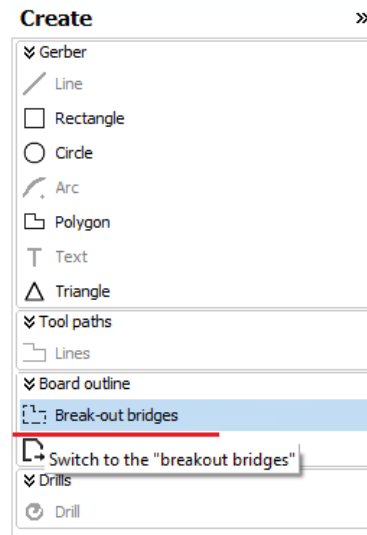 Create
Gerber
Line
Rectangle
Circle
Arc
Polygon
Text
Triangle
Tool paths
Lines
Board outline
Break-out bridges
Switch to the "breakout bridges"
Drills
Drill